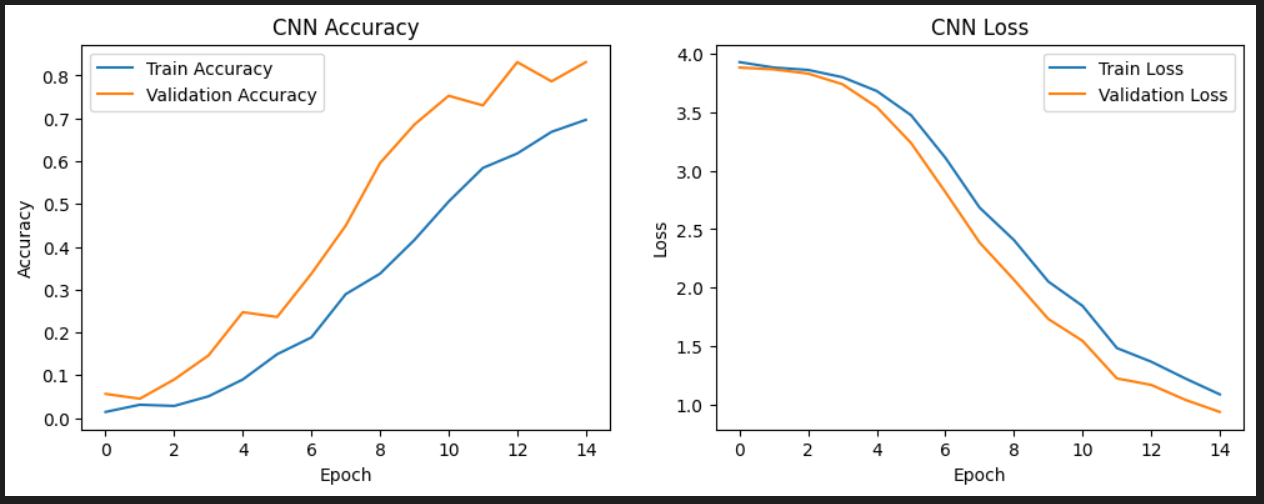 CNN Accuracy
Train Accuracy
Validation Accuracy
0.8
0.7
0.6
0.5
0.4
0.3
0.2
0.1
0.0
Accuracy
0 2 4 6 8 10 12 14
Epoch
CNN Loss
Train Loss
Validation Loss
4.0
3.5
3.0
2.5
2.0
1.5
1.0
Loss
0 2 4 6 8 10 12 14
Epoch